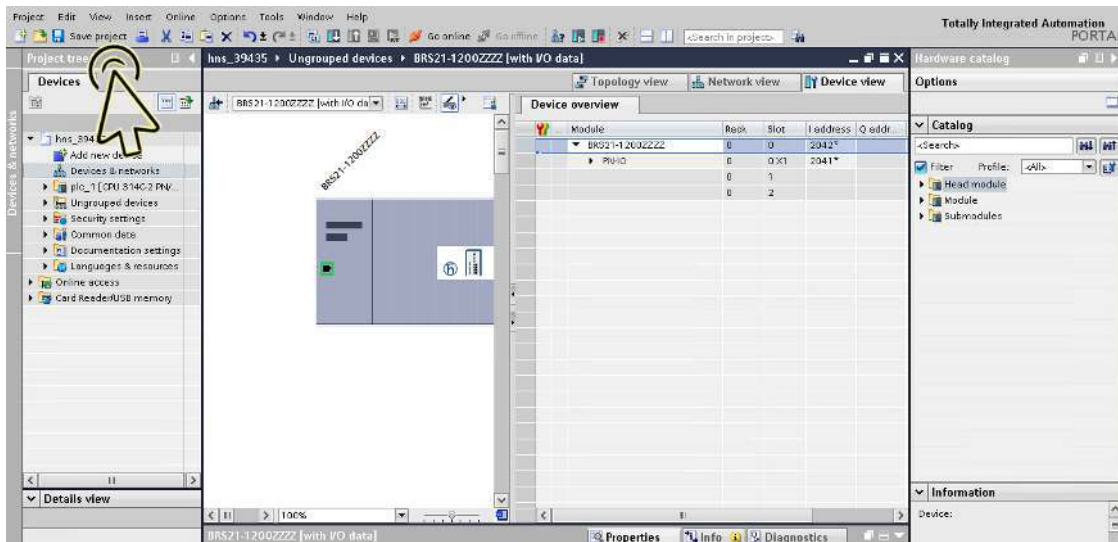 Project Edit View Insert Online Options Tools Window Help
Totally Integrated Automation
PORTA
Save project
Go online
Go offline
<Search in project>
Project tree
hns_39435 ▸ Ungrouped devices ▸ BRS21-1200ZZZZ [with I/O data]
Hardware catalog
Devices
Topology view
Network view
Device view
Options
BRS21-1200ZZZZ [with I/O da
Device overview
Devices & networks
Module Rack Slot I address Q addr...
Catalog
BRS21-1200ZZZZ 0 0 2042*
<Search>
PN-IO 0 0 X1 2041*
Filter Profile: <All>
0 1
Head module
0 2
Module
Submodules
BRS21-1200ZZZZ
Add new
Devices & networks
plc_1 [CPU 314C-2 PN/...
Ungrouped devices
Security settings
Common data
Documentation settings
Languages & resources
Online access
Card Reader/USB memory
Details view
100%
Information
Device:
BRS21-1200ZZZZ [with I/O data]
Properties
Info
Diagnostics